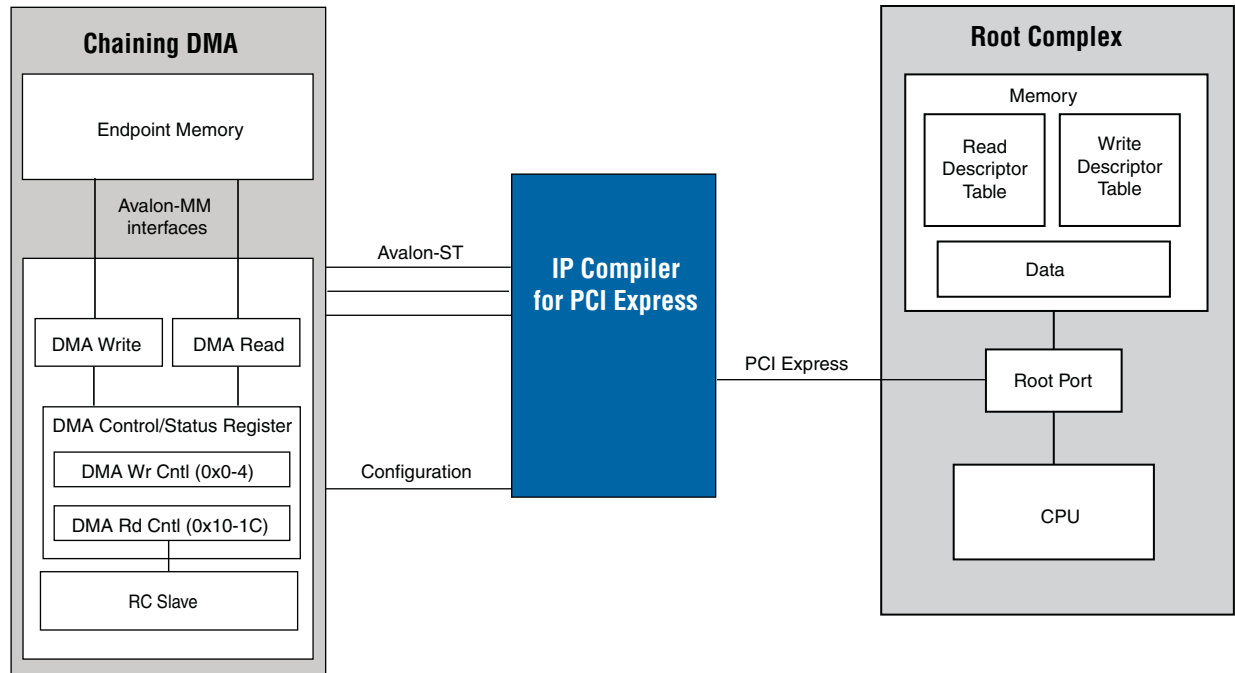 Chaining DMA
Endpoint Memory
Avalon-MM
interfaces
DMA Write
DMA Read
DMA Control/Status Register
DMA Wr Cntl (0x0-4)
DMA Rd Cntl (0x10-1C)
RC Slave
Avalon-ST
Configuration
IP Compiler
for PCI Express
PCI Express
Root Complex
Memory
Read
Descriptor
Table
Write
Descriptor
Table
Data
Root Port
CPU